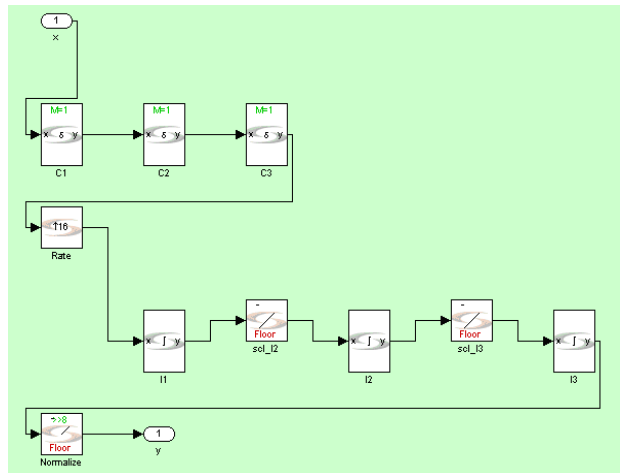 1
x
M=1 M=1 M=1
x δ y x δ y x δ y
C1 C2 C3
↑16
Rate
- -
Floor Floor
scl_I2 scl_I3
x ∫ y x ∫ y x ∫ y
I1 I2 I3
->>8
Floor
Normalize
1
y